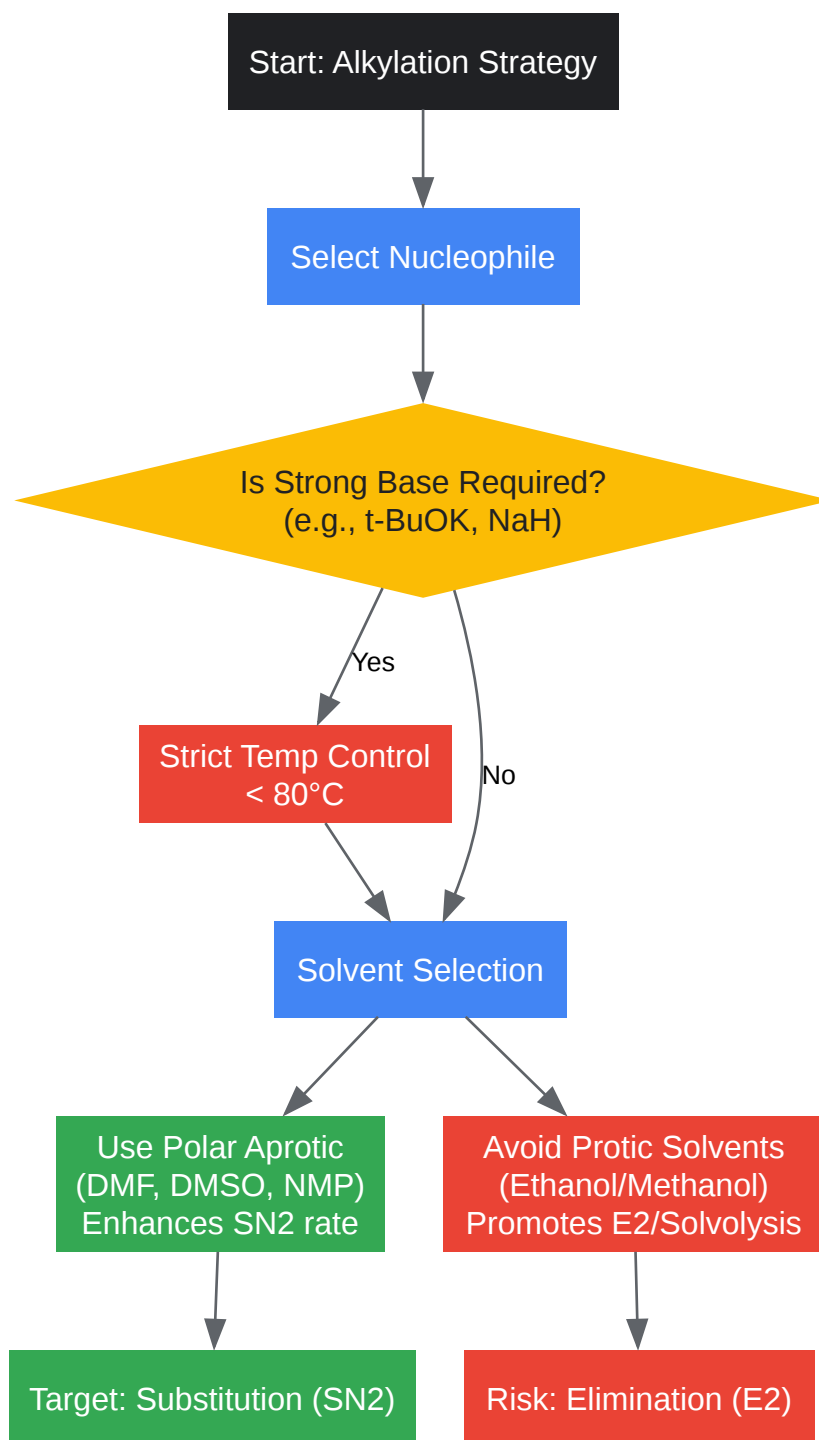 Start: Alkylation Strategy
Select Nucleophile
Is Strong Base Required?
(e.g., t-BuOK, NaH)
Yes
Strict Temp Control
< 80°C
No
Solvent Selection
Use Polar Aprotic
(DMF, DMSO, NMP)
Enhances SN2 rate
Avoid Protic Solvents
(Ethanol/Methanol)
Promotes E2/Solvolysis
Target: Substitution (SN2)
Risk: Elimination (E2)